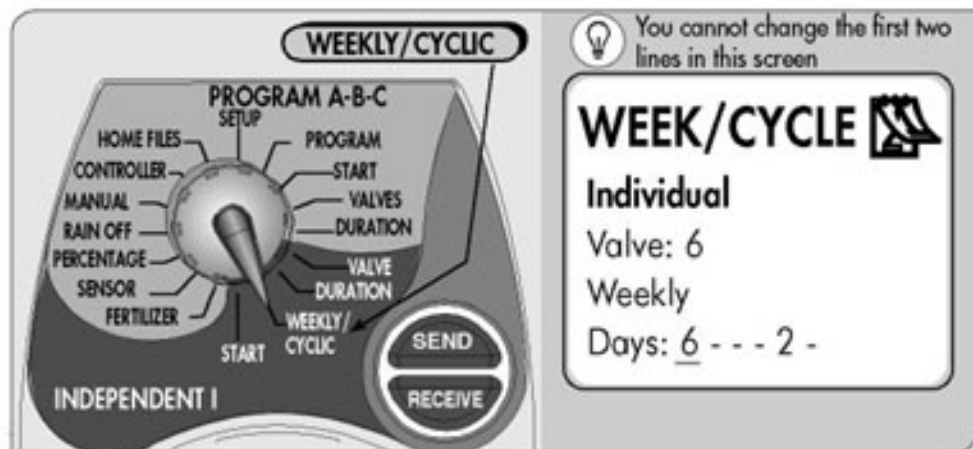 WEEKLY/CYCLIC
PROGRAM A-B-C
SETUP
HOME FILES
PROGRAM
CONTROLLER
START
MANUAL
VALVES
RAIN OFF
DURATION
PERCENTAGE
VALVE
SENSOR
DURATION
FERTILIZER
WEEKLY/
CYCLIC
START
SEND
RECEIVE
INDEPENDENT I
You cannot change the first two
lines in this screen
WEEK/CYCLE
Individual
Valve: 6
Weekly
Days: 6 - - - 2 -